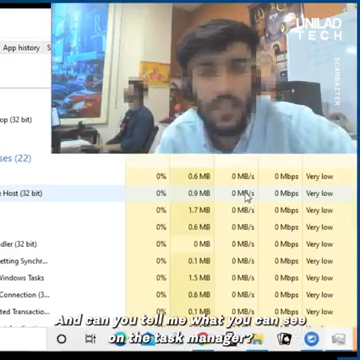 UNILAD
TECH
SCAMBAITER
App history
op (32 bit)
ses (22)
0% 0.6 MB 0 MB/s 0 Mbps Very low
e Host (32 bit) 0% 0.9 MB 0 MB/s 0 Mbps Very low
0% 1.7 MB 0 MB/s 0 Mbps Very low
0% 0.6 MB 0 MB/s 0 Mbps Very low
dler (32 bit) 0% 0 MB 0 MB/s 0 Mbps Very low
etting Synchr... 0% 0.1 MB 0 MB/s 0 Mbps Very low
Windows Tasks 0% 1.5 MB 0 MB/s 0 Mbps Very low
Connection (3... 0% 0.6 MB 0 MB/s 0 Mbps Very low
ted Transactio... 0% 0.1 MB 0 MB/s 0 Mbps Very low
And can you tell me what you can see
on the task manager?